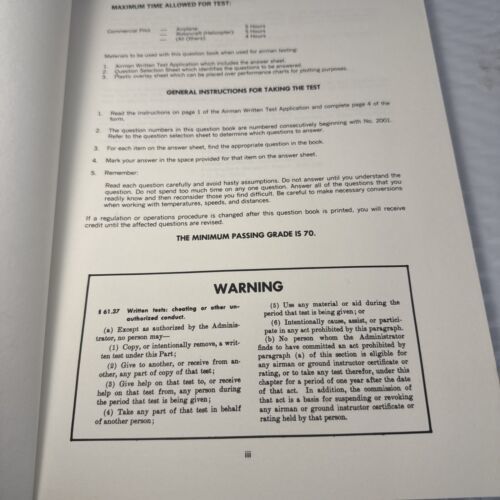 MAXIMUM TIME ALLOWED FOR TEST:
Commercial Pilot — Airplane 5 Hours
— Rotorcraft (Helicopter) 5 Hours
— (All Others) 4 Hours
Materials to be used with this question book when used for airman testing:
1. Airman Written Test Application which includes the answer sheet.
2. Question Selection Sheet which identifies the questions to be answered.
3. Plastic overlay sheet which can be placed over performance charts for plotting purposes.
GENERAL INSTRUCTIONS FOR TAKING THE TEST
1. Read the instructions on page 1 of the Airman Written Test Application and complete page 4 of the
form.
2. The question numbers in this question book are numbered consecutively beginning with No. 2001.
Refer to the question selection sheet to determine which questions to answer.
3. For each item on the answer sheet, find the appropriate question in the book.
4. Mark your answer in the space provided for that item on the answer sheet.
5. Remember:
Read each question carefully and avoid hasty assumptions. Do not answer until you understand the
question. Do not spend too much time on any one question. Answer all of the questions that you
readily know and then reconsider those you find difficult. Be careful to make necessary conversions
when working with temperatures, speeds, and distances.
If a regulation or operations procedure is changed after this question book is printed, you will receive
credit until the affected questions are revised.
THE MINIMUM PASSING GRADE IS 70.
WARNING
§ 61.37 Written tests: cheating or other un-
authorized conduct.
(a) Except as authorized by the Adminis-
trator, no person may—
(1) Copy, or intentionally remove, a writ-
ten test under this Part;
(2) Give to another, or receive from an-
other, any part of copy of that test;
(3) Give help on that test to, or receive
help on that test from, any person during
the period that test is being given;
(4) Take any part of that test in behalf
of another person;
(5) Use any material or aid during the
period that test is being given; or
(6) Intentionally cause, assist, or partici-
pate in any act prohibited by this paragraph.
(b) No person whom the Administrator
finds to have committed an act prohibited by
paragraph (a) of this section is eligible for
any airman or ground instructor certificate or
rating, or to take any test therefor, under this
chapter for a period of one year after the date
of that act. In addition, the commission of
that act is a basis for suspending or revoking
any airman or ground instructor certificate or
rating held by that person.
iii